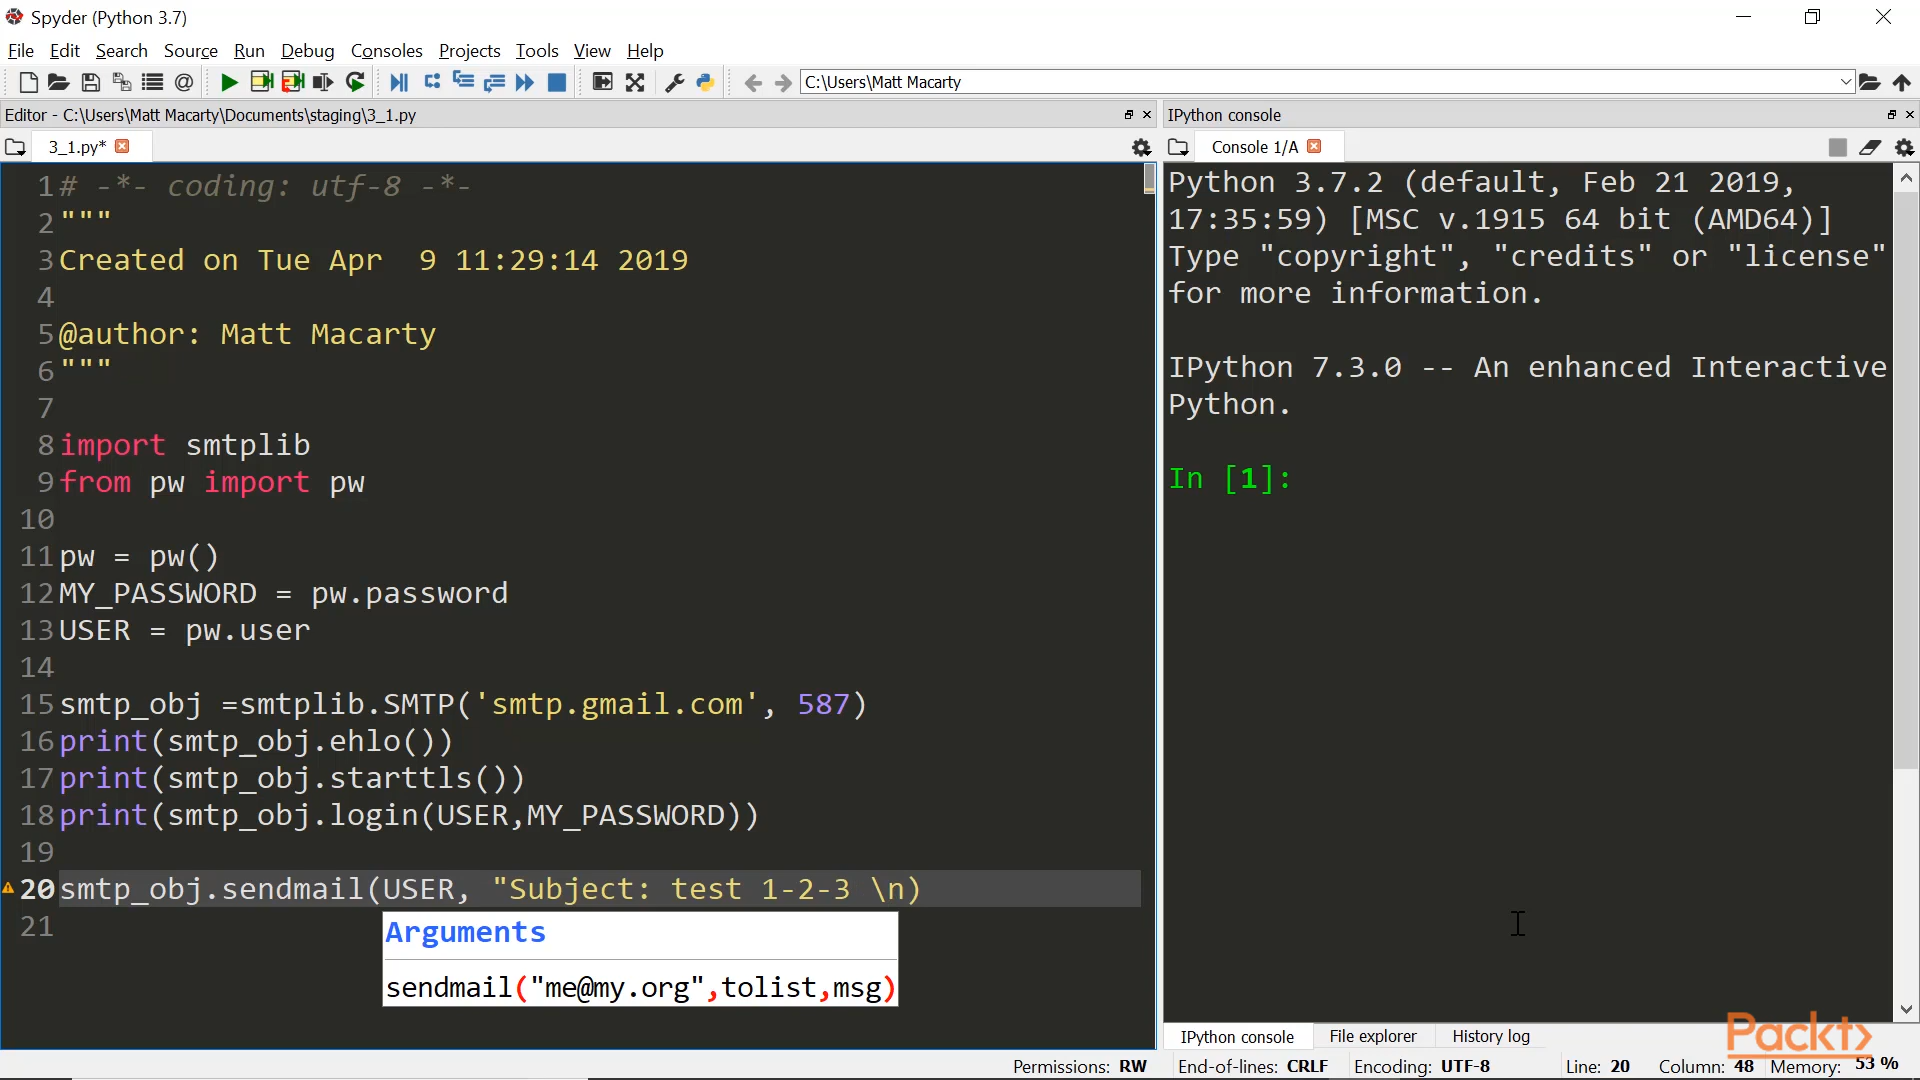 Spyder (Python 3.7)
File Edit Search Source Run Debug Consoles Projects Tools View Help
C:\Users\Matt Macarty
Editor - C:\Users\Matt Macarty\Documents\staging\3_1.py
IPython console
3_1.py*
Console 1/A
1 # -*- coding: utf-8 -*-
2 """
3 Created on Tue Apr  9 11:29:14 2019
4
5 @author: Matt Macarty
6 """
7
8 import smtplib
9 from pw import pw
10
11 pw = pw()
12 MY_PASSWORD = pw.password
13 USER = pw.user
14
15 smtp_obj =smtplib.SMTP('smtp.gmail.com', 587)
16 print(smtp_obj.ehlo())
17 print(smtp_obj.starttls())
18 print(smtp_obj.login(USER,MY_PASSWORD))
19
20 smtp_obj.sendmail(USER, "Subject: test 1-2-3 \n)
21
Arguments
sendmail("me@my.org",tolist,msg)
Python 3.7.2 (default, Feb 21 2019,
17:35:59) [MSC v.1915 64 bit (AMD64)]
Type "copyright", "credits" or "license"
for more information.
IPython 7.3.0 -- An enhanced Interactive
Python.
In [1]:
IPython console File explorer History log
Packt>
Permissions: RW End-of-lines: CRLF Encoding: UTF-8 Line: 20 Column: 48 Memory: 53 %